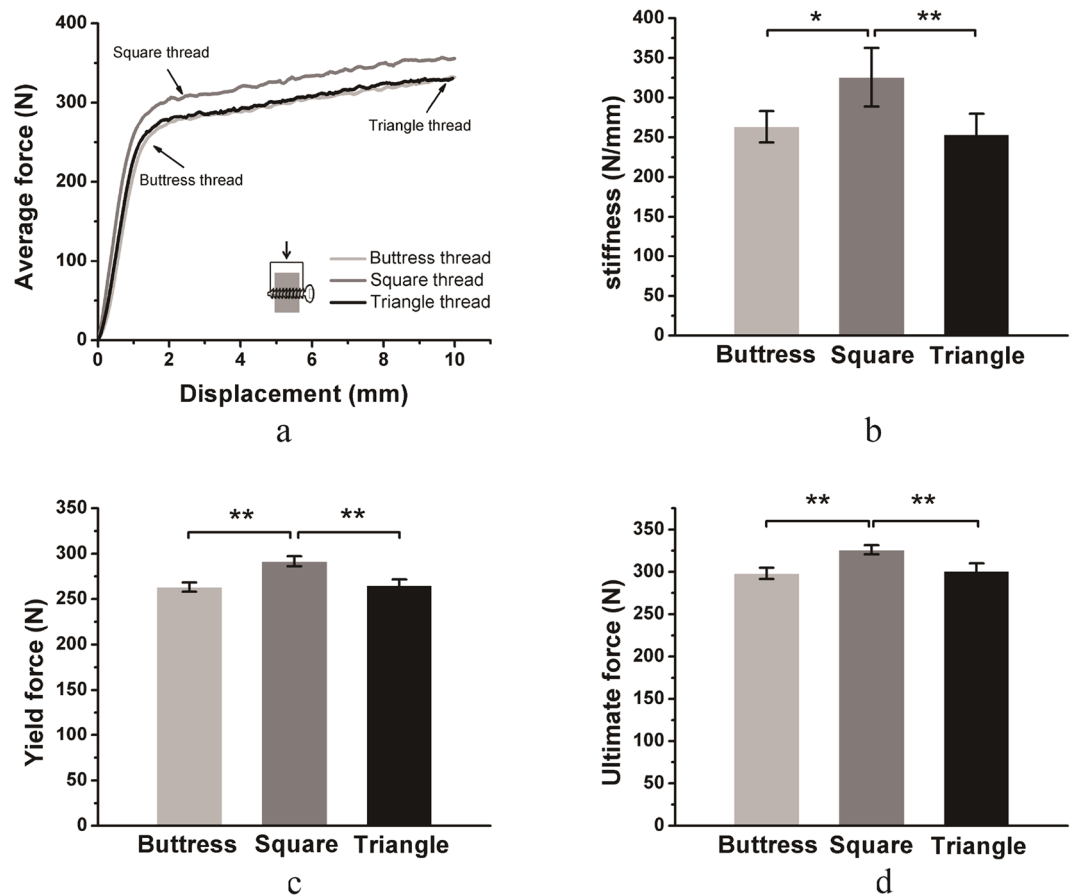 400
300
200
100
0
Average force (N)
Square thread
Triangle thread
Buttress thread
Buttress thread
Square thread
Triangle thread
0 2 4 6 8 10
Displacement (mm)
a
400
350
300
250
200
150
100
50
0
stiffness (N/mm)
* **
Buttress Square Triangle
b
350
300
250
200
150
100
50
0
Yield force (N)
** **
Buttress Square Triangle
c
350
300
250
200
150
100
50
0
Ultimate force (N)
** **
Buttress Square Triangle
d